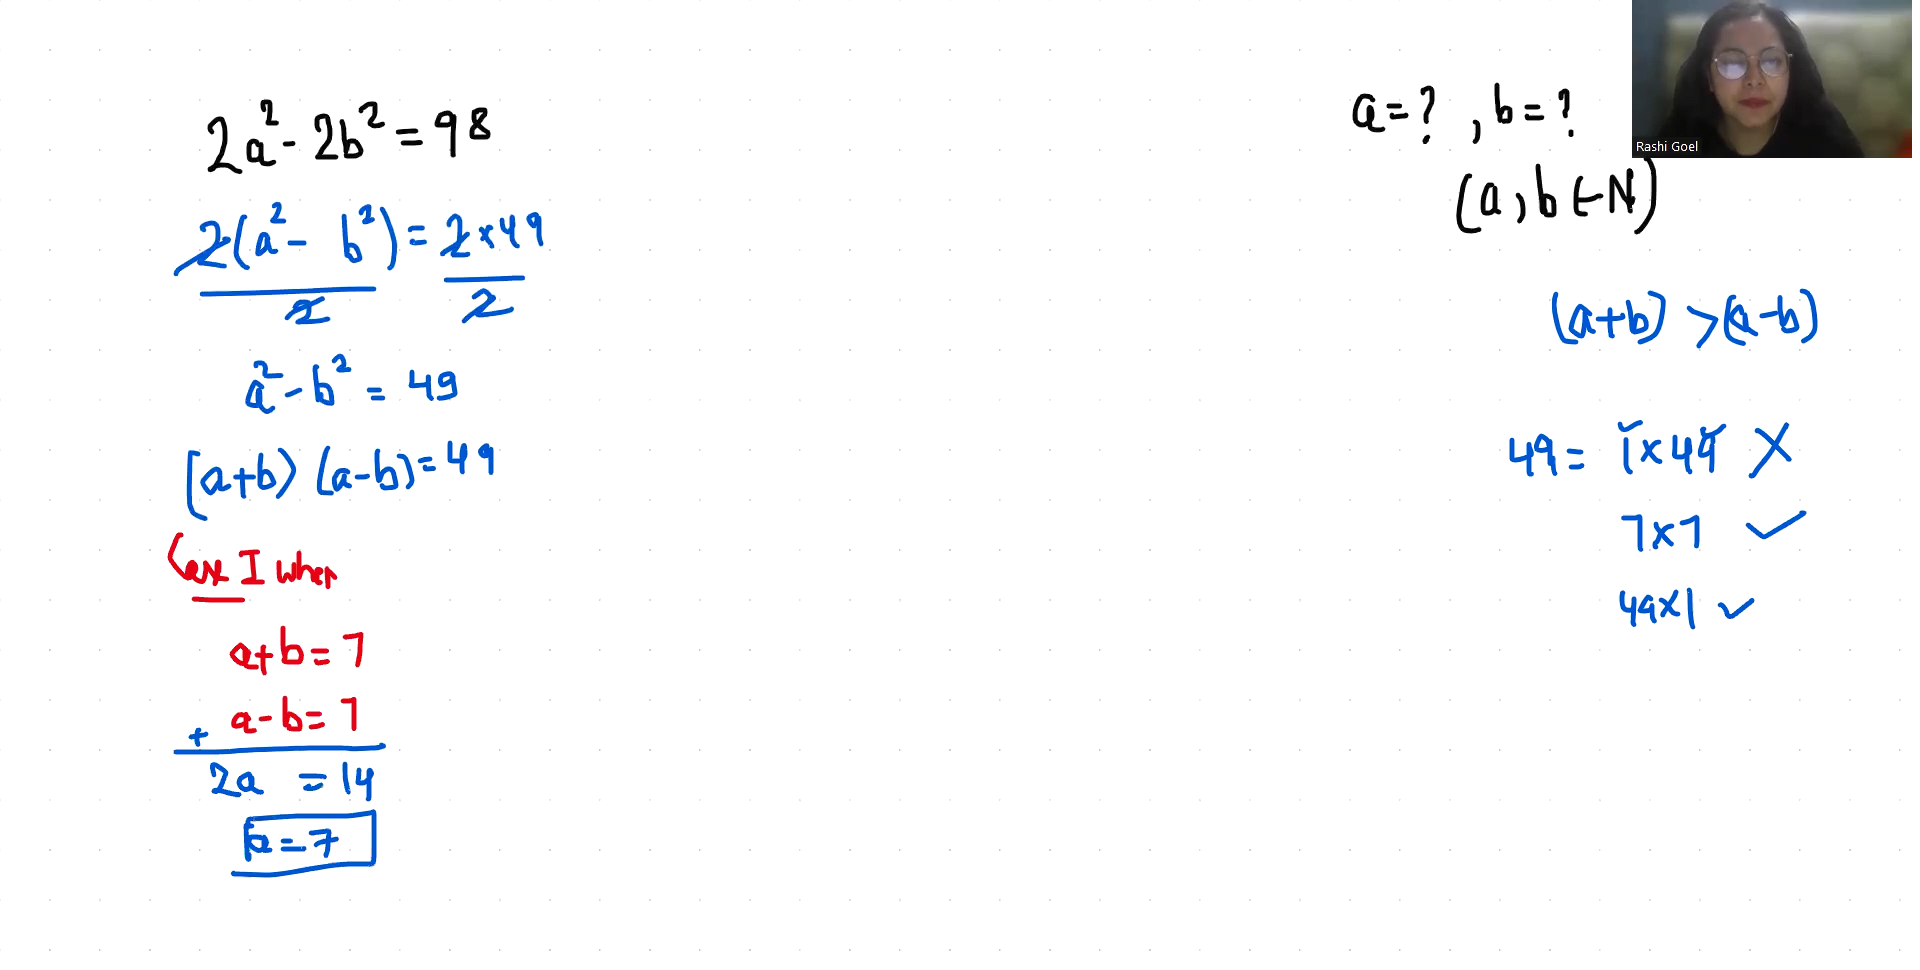 2a² - 2b² = 98
2(a² - b²) = 2×49
2 2
a² - b² = 49
(a+b) (a-b) = 49
Case I when
a+b = 7
+ a-b = 7
2a = 14
a = 7
a = ? , b = ?
(a, b ∈ N)
(a+b) > (a-b)
49 = 1×49 ✗
7×7 ✓
49×1 ✓
Rashi Goel